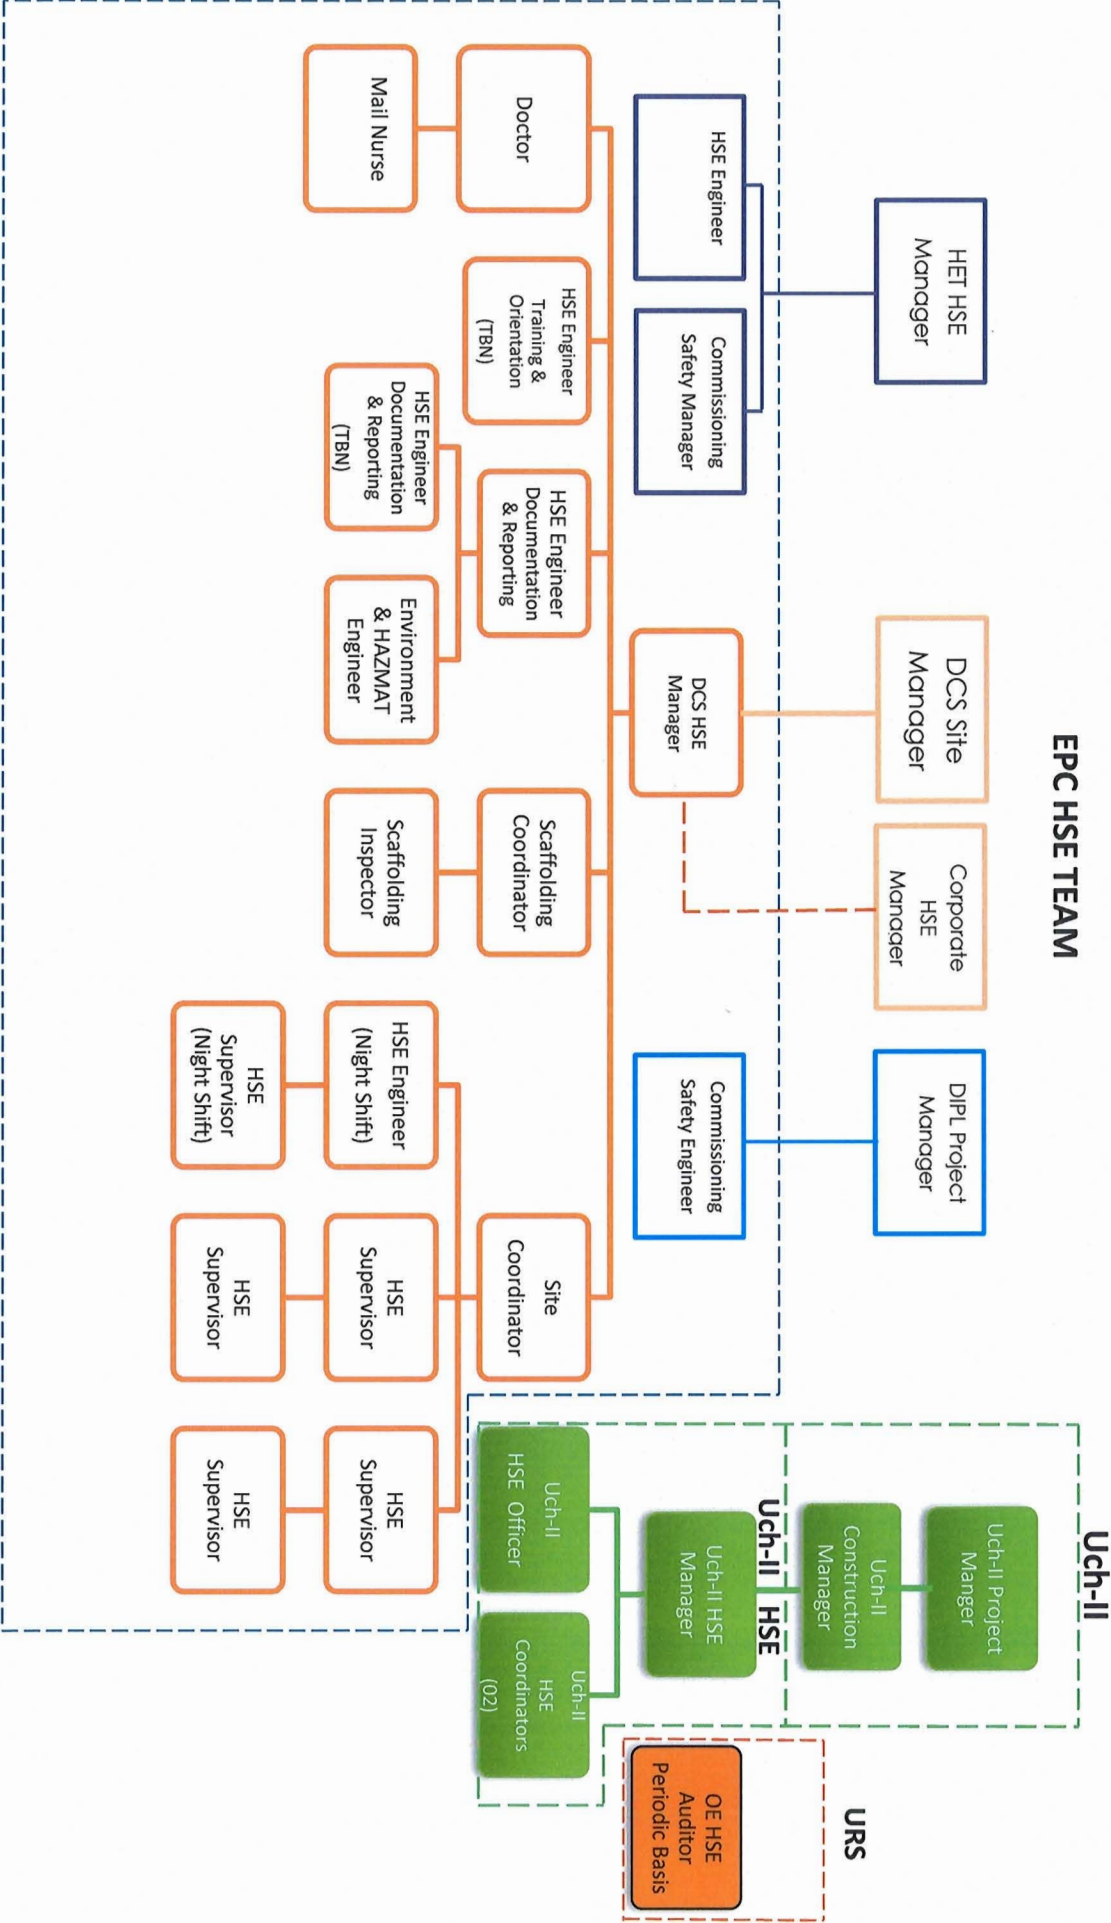 EPC HSE TEAM
Uch-II
URS
HET HSE
Manager
DCS Site
Manager
Corporate
HSE
Manager
DIPL Project
Manager
Uch-II Project
Manger
Uch-II
Construction
Manager
Uch-II HSE
HSE Engineer
Commissioning
Safety Manager
DCS HSE
Manager
Commissioning
Safety Engineer
Uch-II HSE
Manager
OE HSE
Auditor
Periodic Basis
Doctor
HSE Engineer
Training &
Orientation
(TBN)
HSE Engineer
Documentation
& Reporting
Scaffolding
Coordinator
Site
Coordinator
Uch-II
HSE Officer
Uch-II
HSE
Coordinators
(02)
Mail Nurse
HSE Engineer
Documentation
& Reporting
(TBN)
Environment
& HAZMAT
Engineer
Scaffolding
Inspector
HSE Engineer
(Night Shift)
HSE
Supervisor
HSE
Supervisor
HSE
Supervisor
(Night Shift)
HSE
Supervisor
HSE
Supervisor